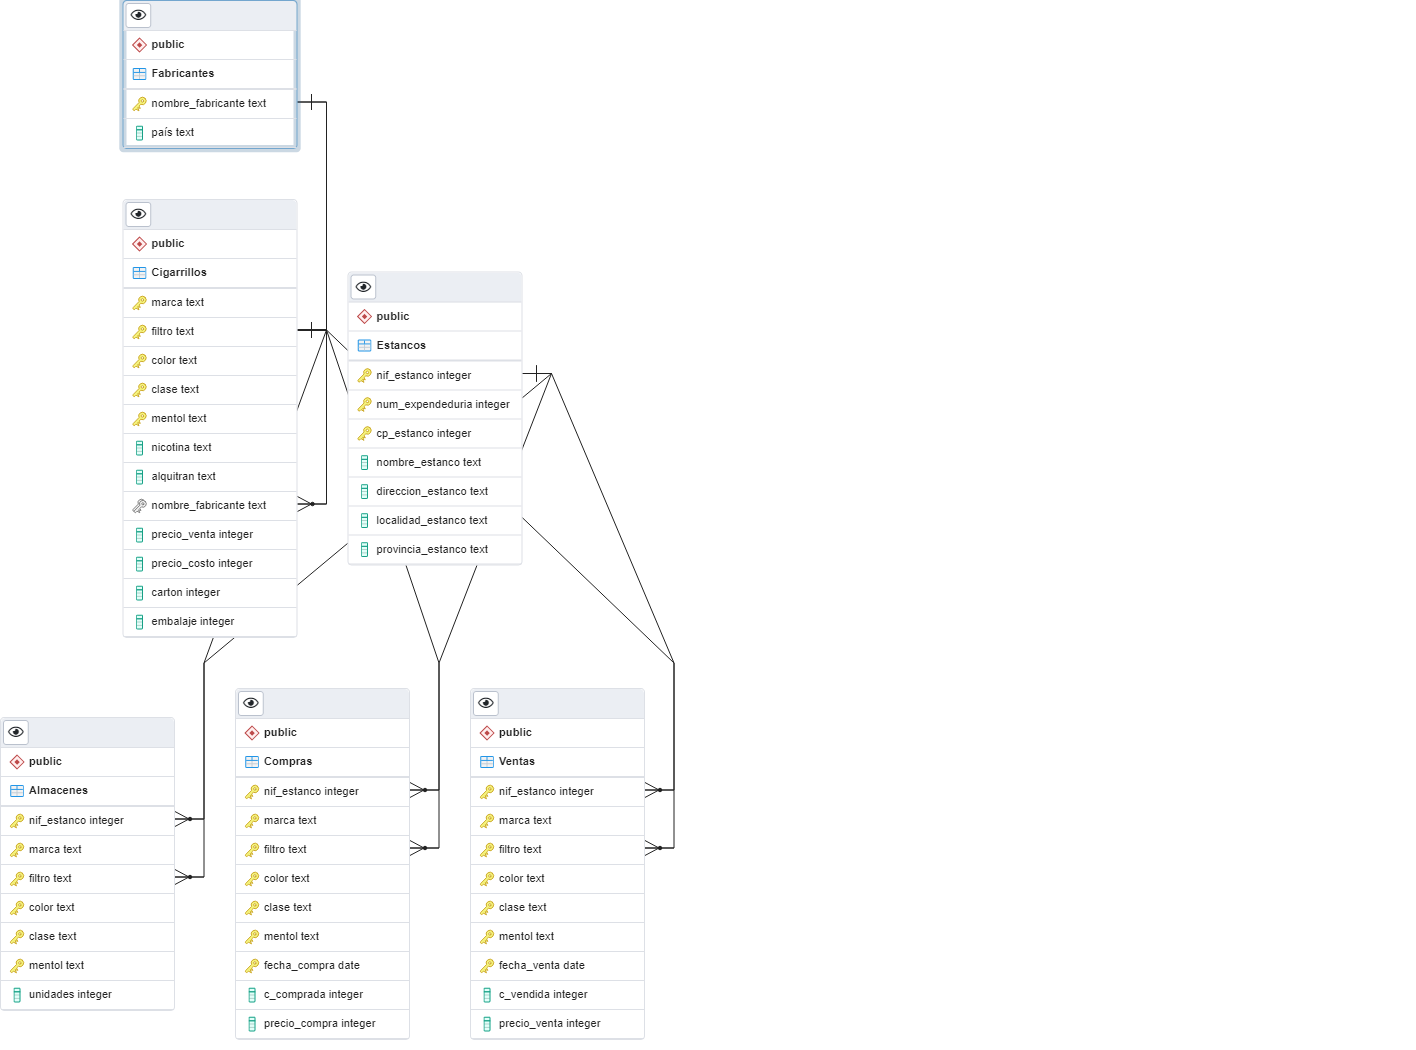 public
Fabricantes
nombre_fabricante text
país text
public
Cigarrillos
marca text
filtro text
color text
clase text
mentol text
nicotina text
alquitran text
nombre_fabricante text
precio_venta integer
precio_costo integer
carton integer
embalaje integer
public
Estancos
nif_estanco integer
num_expendeduria integer
cp_estanco integer
nombre_estanco text
direccion_estanco text
localidad_estanco text
provincia_estanco text
public
Almacenes
nif_estanco integer
marca text
filtro text
color text
clase text
mentol text
unidades integer
public
Compras
nif_estanco integer
marca text
filtro text
color text
clase text
mentol text
fecha_compra date
c_comprada integer
precio_compra integer
public
Ventas
nif_estanco integer
marca text
filtro text
color text
clase text
mentol text
fecha_venta date
c_vendida integer
precio_venta integer